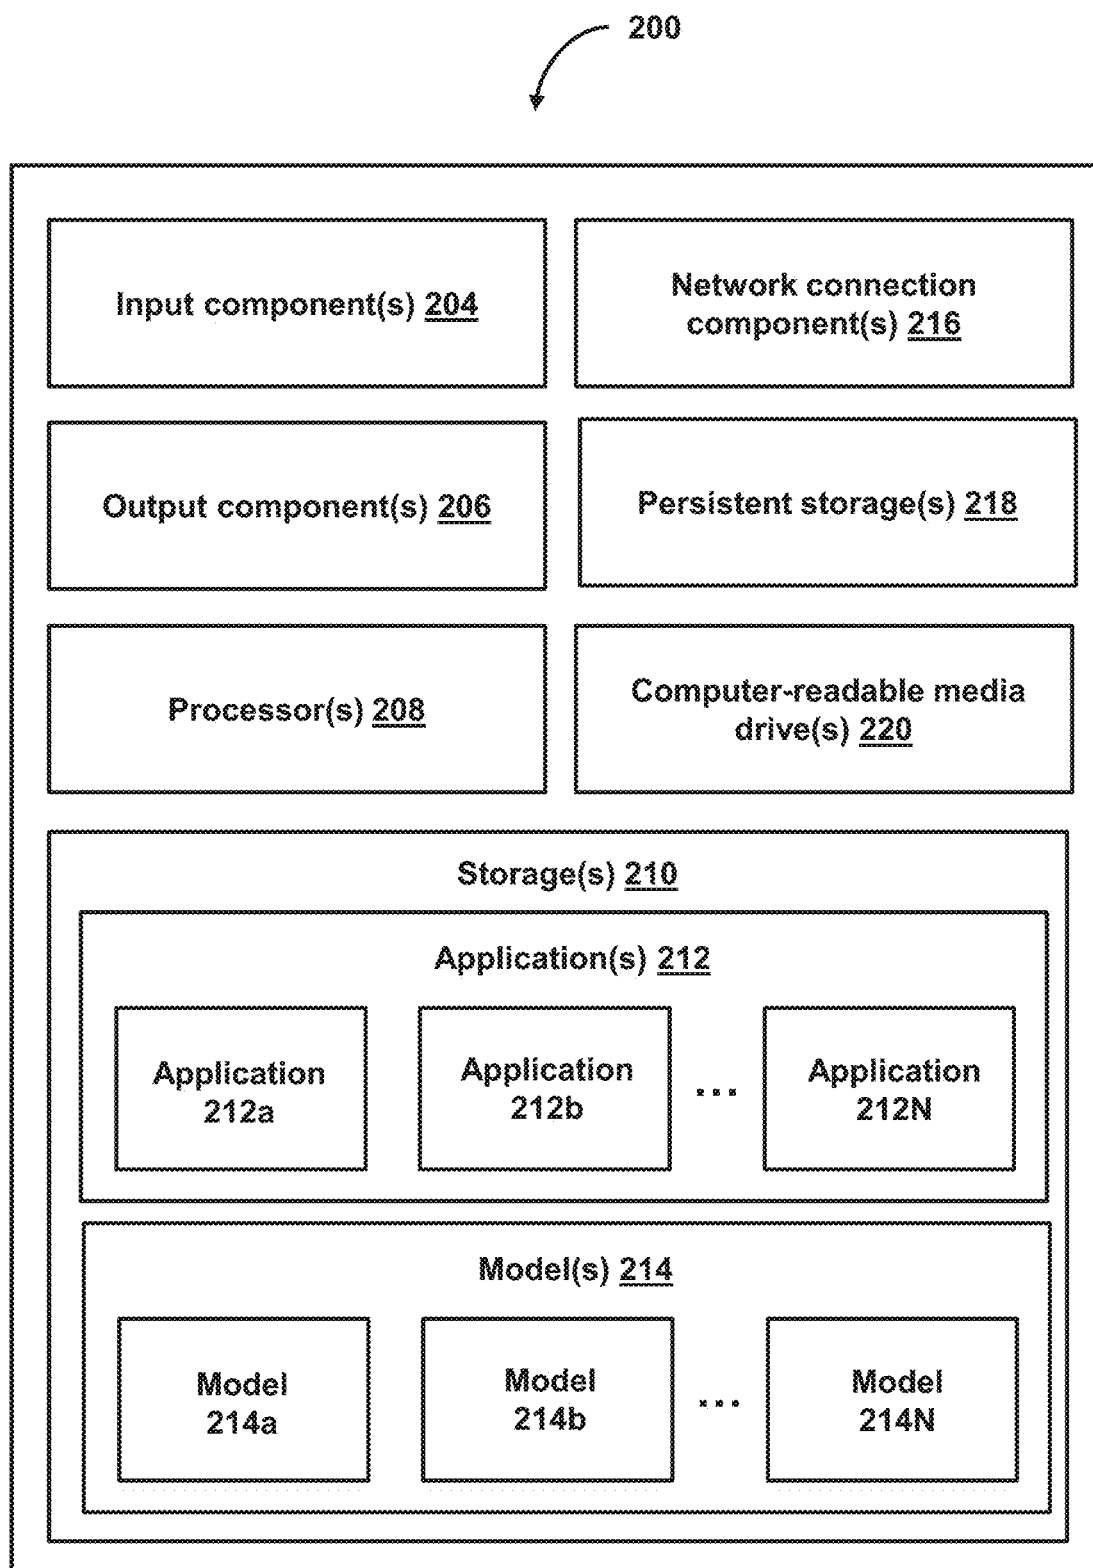 200
Input component(s) 204
Network connection
component(s) 216
Output component(s) 206
Persistent storage(s) 218
Processor(s) 208
Computer-readable media
drive(s) 220
Storage(s) 210
Application(s) 212
Application
212a
Application
212b
...
Application
212N
Model(s) 214
Model
214a
Model
214b
...
Model
214N